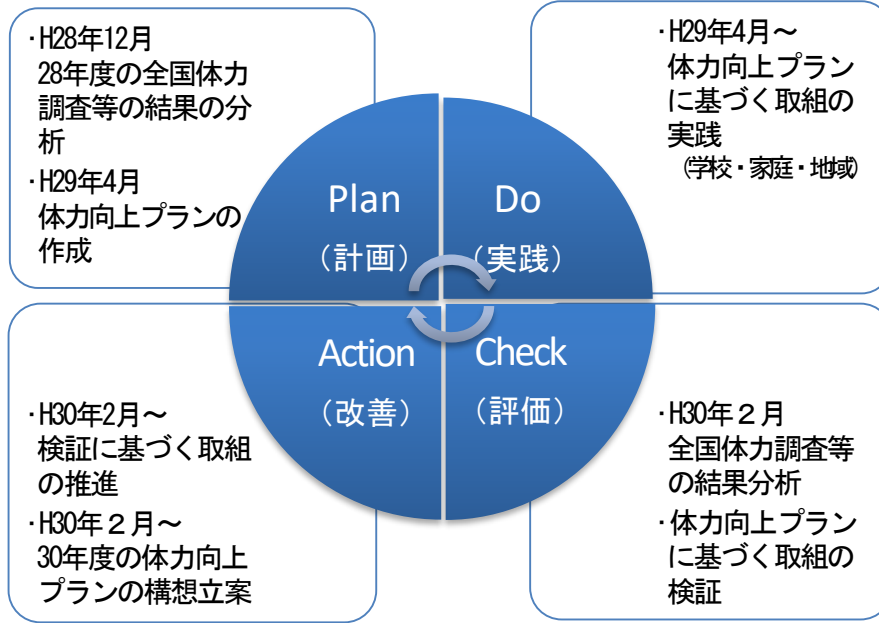 ・H28年12月
28年度の全国体力
調査等の結果の分
析
・H29年4月
体力向上プランの
作成
・H29年4月～
体力向上プラン
に基づく取組の
実践
(学校・家庭・地域)
Plan
（計画）
Do
（実践）
Action
（改善）
Check
（評価）
・H30年2月～
検証に基づく取組
の推進
・H30年２月～
30年度の体力向上
プランの構想立案
・H30年２月
全国体力調査等
の結果分析
・体力向上プラン
に基づく取組の
検証